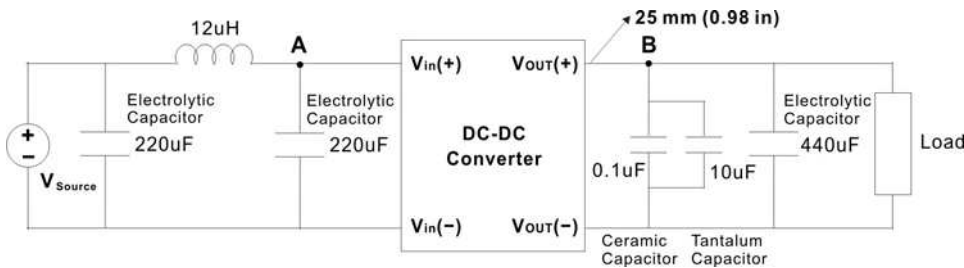 25 mm (0.98 in)
12uH
A
B
Vin(+)
VOUT(+)
Electrolytic
Capacitor
220uF
Electrolytic
Capacitor
220uF
DC-DC
Converter
0.1uF
10uF
Electrolytic
Capacitor
440uF
Load
+
−
VSource
Vin(−)
VOUT(−)
Ceramic
Capacitor
Tantalum
Capacitor